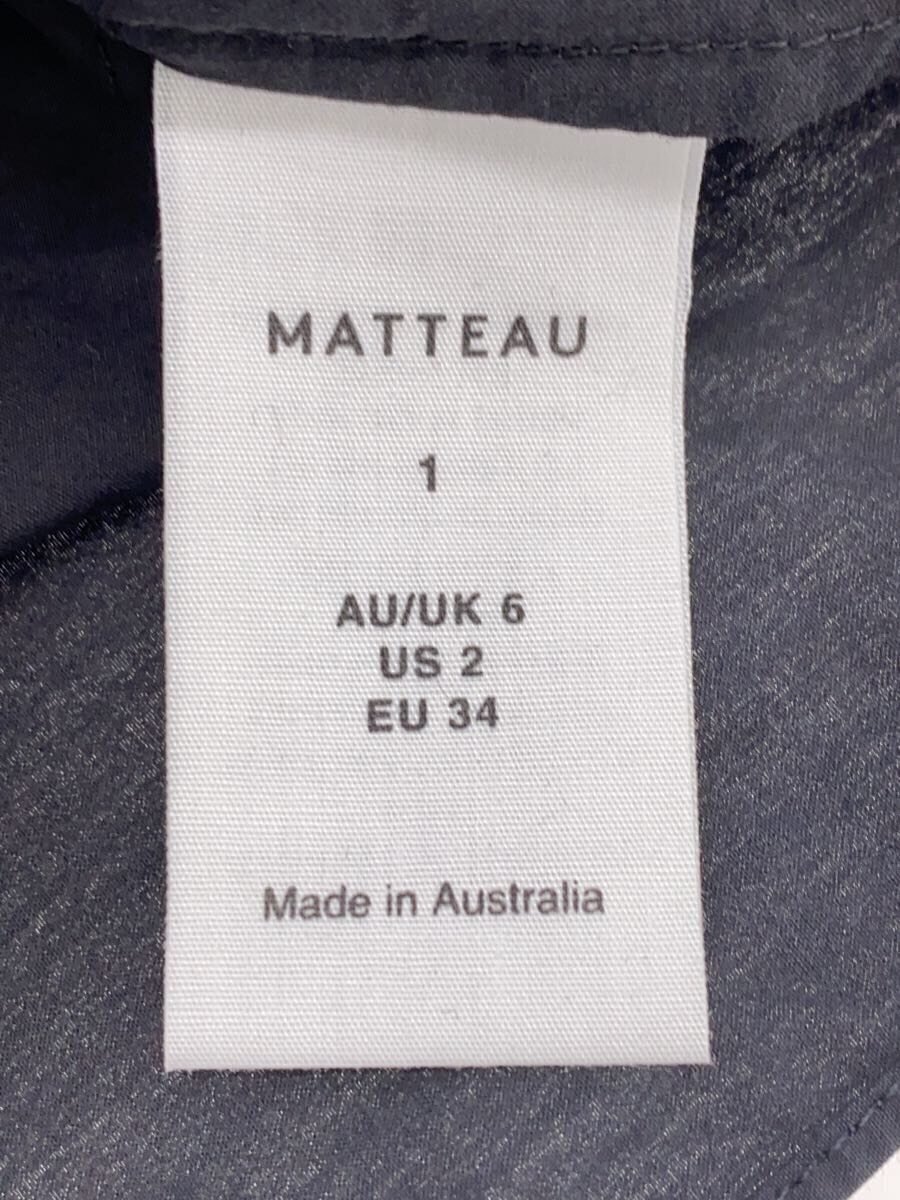 MATTEAU
1
AU/UK 6
US 2
EU 34
Made in Australia